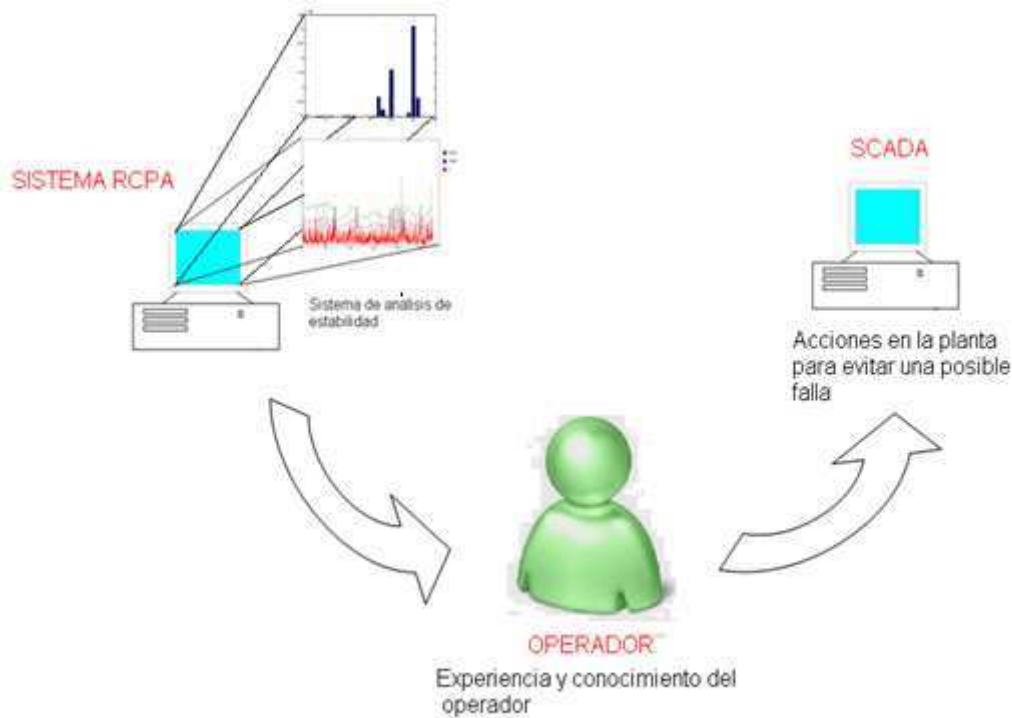 SISTEMA RCPA
Sistema de análisis de
estabilidad
SCADA
Acciones en la planta
para evitar una posible
falla
OPERADOR
Experiencia y conocimiento del
operador